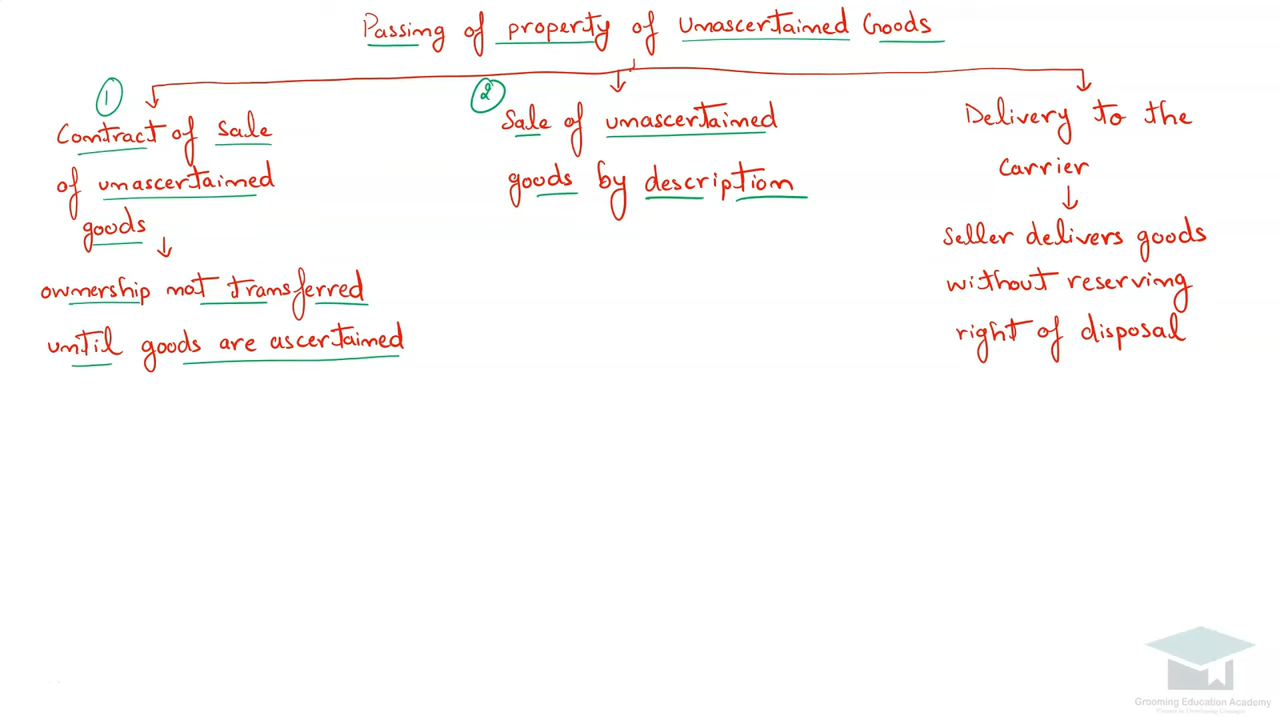 Passing of property of Unascertained Goods
1
Contract of sale
of unascertained
goods
ownership not transferred
until goods are ascertained
2
Sale of unascertained
goods by description
Delivery to the
carrier
Seller delivers goods
without reserving
right of disposal
Grooming Education Academy